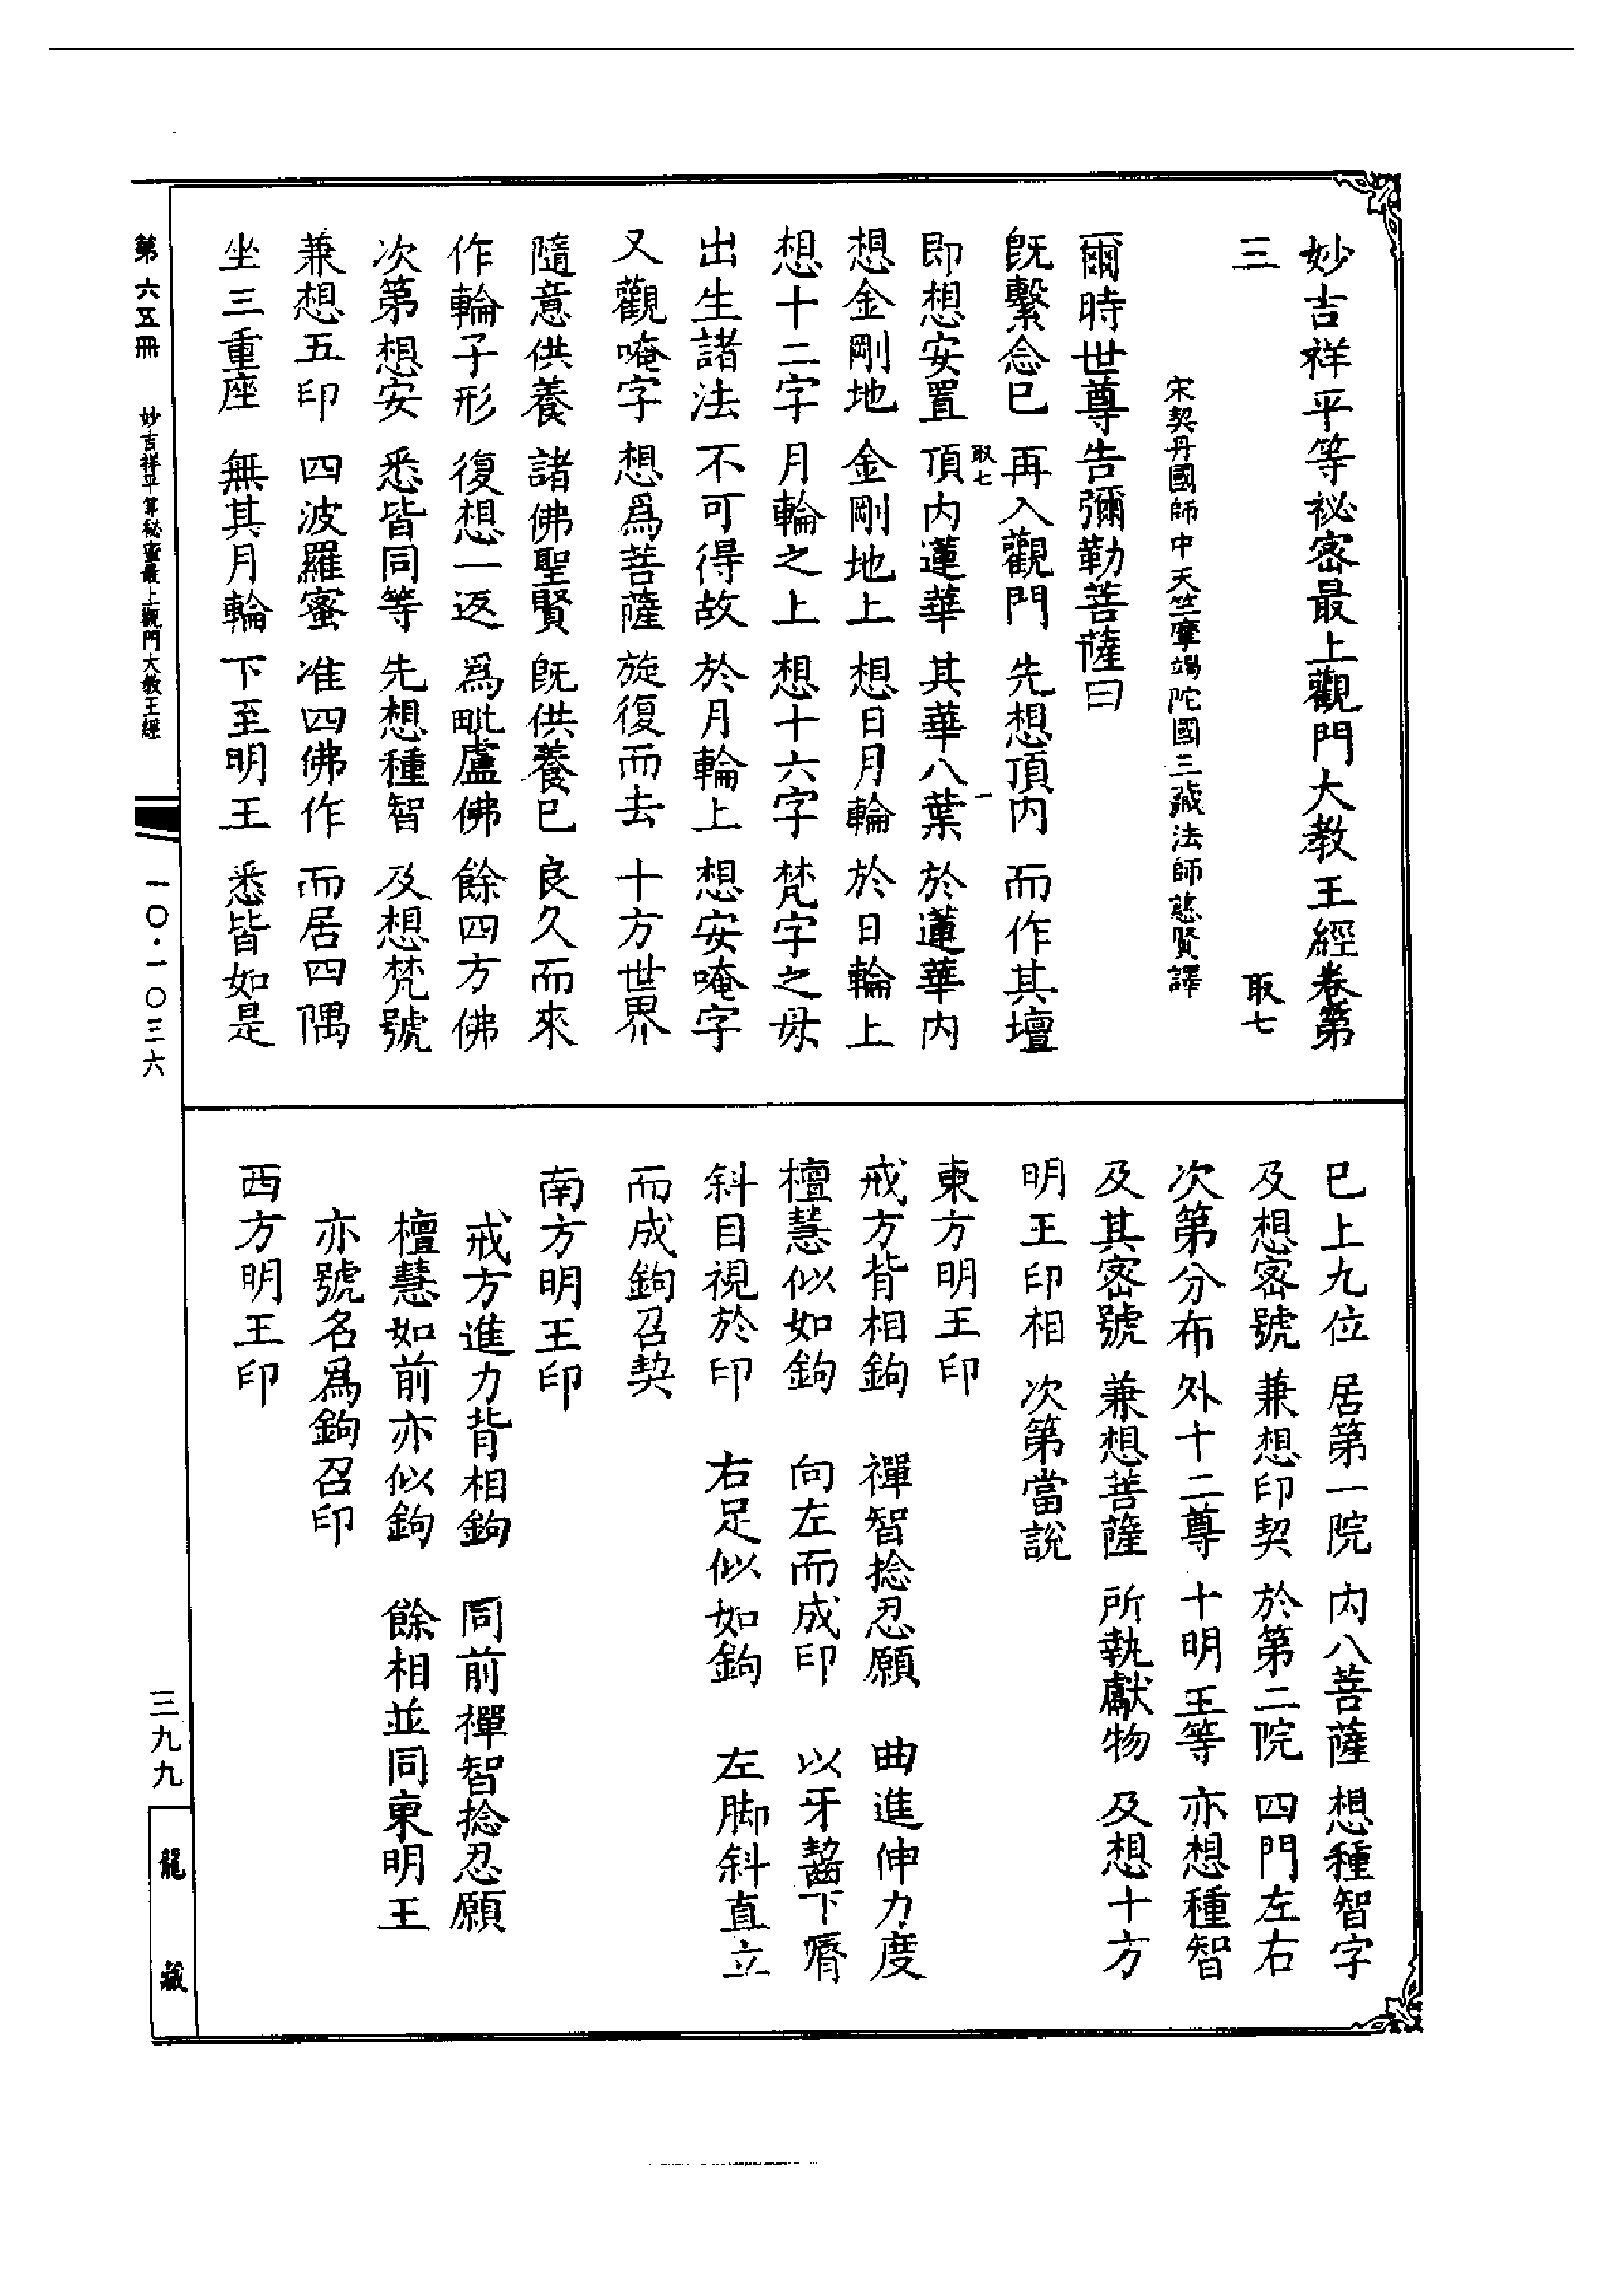 妙吉祥平等祕密最上觀門大教王經卷第
三　取七
宋契丹國師中天竺摩竭陀國三藏法師慈賢譯
爾時世尊告彌勒菩薩曰
旣繫念已　再入觀門　先想頂內　而作其壇
取七　一
即想安置　頂內蓮華　其華八葉　於蓮華內
想金剛地　金剛地上　想日月輪　於日輪上
想十二字　月輪之上　想十六字　梵字之母
出生諸法　不可得故　於月輪上　想安唵字
又觀唵字　想爲菩薩　旋復而去　十方世界
隨意供養　諸佛聖賢　旣供養已　良久而來
作輪子形　復想一返　爲毗盧佛　餘四方佛
次第想安　悉皆同等　先想種智　及想梵號
兼想五印　四波羅蜜　准四佛作　而居四隅
坐三重座　無其月輪　下至明王　悉皆如是
已上九位　居第一院　內八菩薩　想種智字
及想密號　兼想印契　於第二院　四門左右
次第分布　外十二尊　十明王等　亦想種智
及其密號　兼想菩薩　所執獻物　及想十方
明王印相　次第當說
東方明王印
戒方背相鉤　禪智捻忍願　曲進伸力度
檀慧似如鉤　向左而成印　以牙齧下脣
斜目視於印　右足似如鉤　左脚斜直立
而成鉤召契
南方明王印
戒方進力背相鉤　同前禪智捻忍願
檀慧如前亦似鉤　餘相並同東明王
亦號名爲鉤召印
西方明王印
第六五冊　妙吉祥平等秘密最上觀門大教王經　一〇·一〇三六　三九九　龍藏